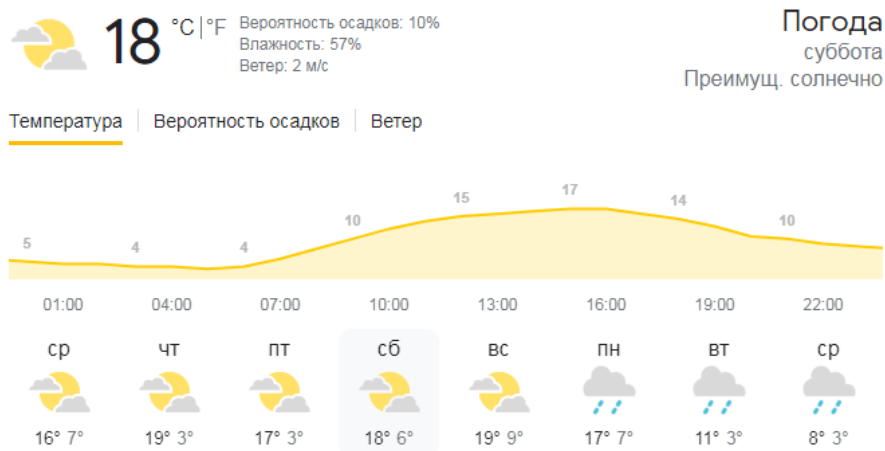 18 °C|°F
Вероятность осадков: 10%
Влажность: 57%
Ветер: 2 м/с
Погода
суббота
Преимущ. солнечно
Температура | Вероятность осадков | Ветер
5 4 4 10 15 17 14 10
01:00 04:00 07:00 10:00 13:00 16:00 19:00 22:00
ср чт пт сб вс пн вт ср
16° 7° 19° 3° 17° 3° 18° 6° 19° 9° 17° 7° 11° 3° 8° 3°